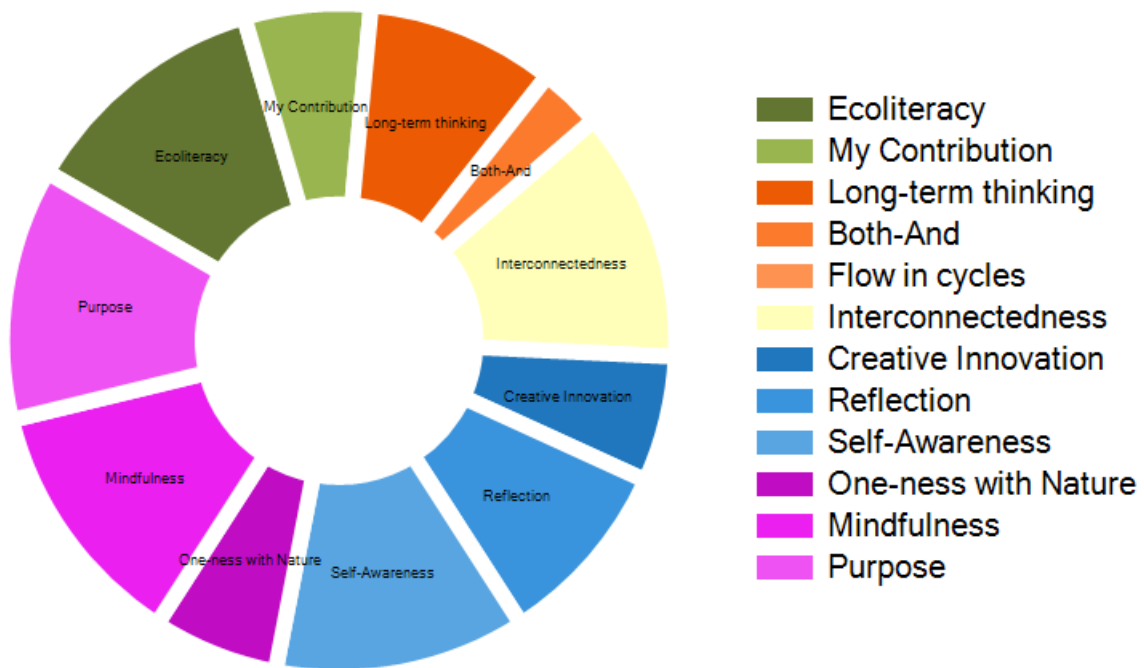 My Contribution
Long-term thinking
Ecoliteracy
Both-And
Interconnectedness
Purpose
Creative Innovation
Mindfulness
Reflection
One-ness with Nature
Self-Awareness
Ecoliteracy
My Contribution
Long-term thinking
Both-And
Flow in cycles
Interconnectedness
Creative Innovation
Reflection
Self-Awareness
One-ness with Nature
Mindfulness
Purpose